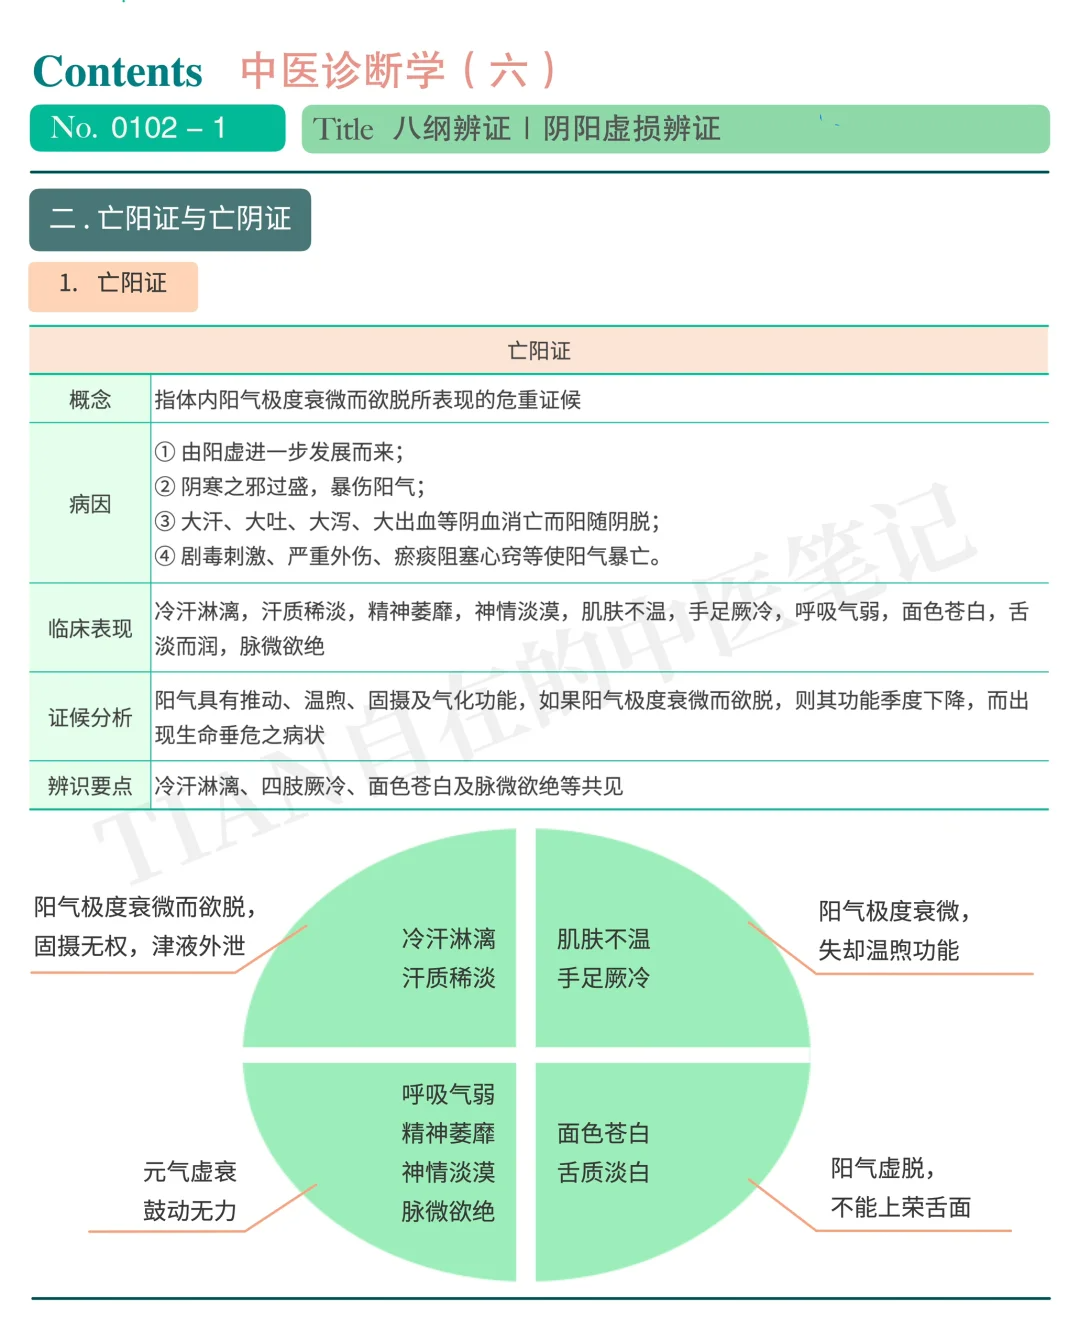 Contents 中医诊断学（六）
No. 0102 – 1
Title 八纲辨证 | 阴阳虚损辨证
二 . 亡阳证与亡阴证
1. 亡阳证
亡阳证
概念
指体内阳气极度衰微而欲脱所表现的危重证候
病因
① 由阳虚进一步发展而来；
② 阴寒之邪过盛，暴伤阳气；
③ 大汗、大吐、大泻、大出血等阴血消亡而阳随阴脱；
④ 剧毒刺激、严重外伤、瘀痰阻塞心窍等使阳气暴亡。
临床表现
冷汗淋漓，汗质稀淡，精神萎靡，神情淡漠，肌肤不温，手足厥冷，呼吸气弱，面色苍白，舌
淡而润，脉微欲绝
证候分析
阳气具有推动、温煦、固摄及气化功能，如果阳气极度衰微而欲脱，则其功能季度下降，而出
现生命垂危之病状
辨识要点
冷汗淋漓、四肢厥冷、面色苍白及脉微欲绝等共见
TIAN自在的中医笔记
阳气极度衰微而欲脱，
固摄无权，津液外泄
冷汗淋漓
汗质稀淡
肌肤不温
手足厥冷
阳气极度衰微，
失却温煦功能
元气虚衰
鼓动无力
呼吸气弱
精神萎靡
神情淡漠
脉微欲绝
面色苍白
舌质淡白
阳气虚脱，
不能上荣舌面